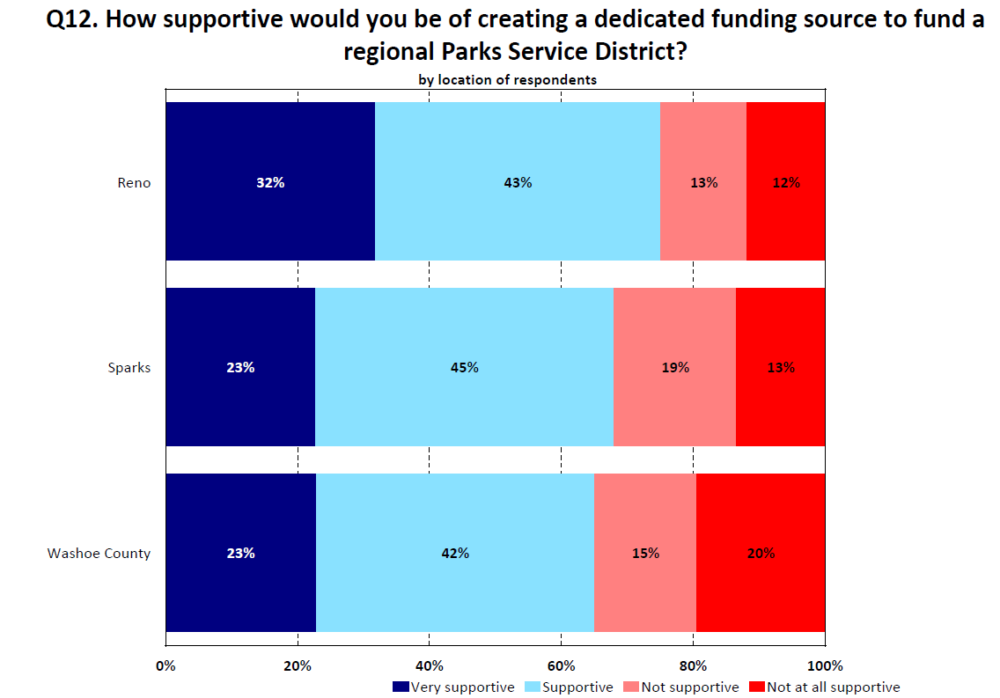 Q12. How supportive would you be of creating a dedicated funding source to fund a
regional Parks Service District?
by location of respondents
Reno
32%
43%
13%
12%
Sparks
23%
45%
19%
13%
Washoe County
23%
42%
15%
20%
0%
20%
40%
60%
80%
100%
Very supportive
Supportive
Not supportive
Not at all supportive